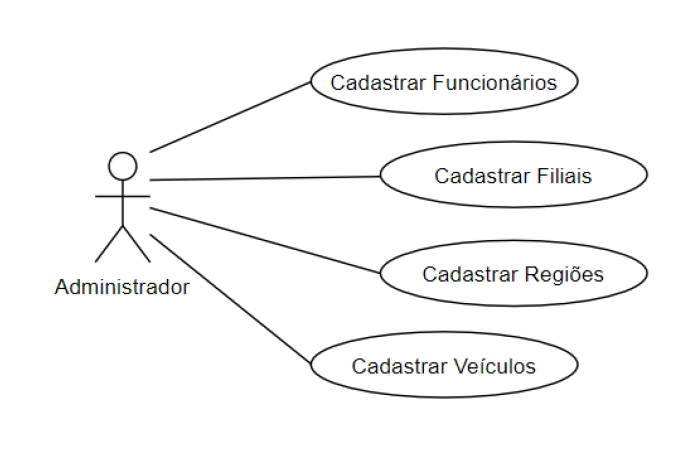 Cadastrar Funcionários
Cadastrar Filiais
Cadastrar Regiões
Administrador
Cadastrar Veículos